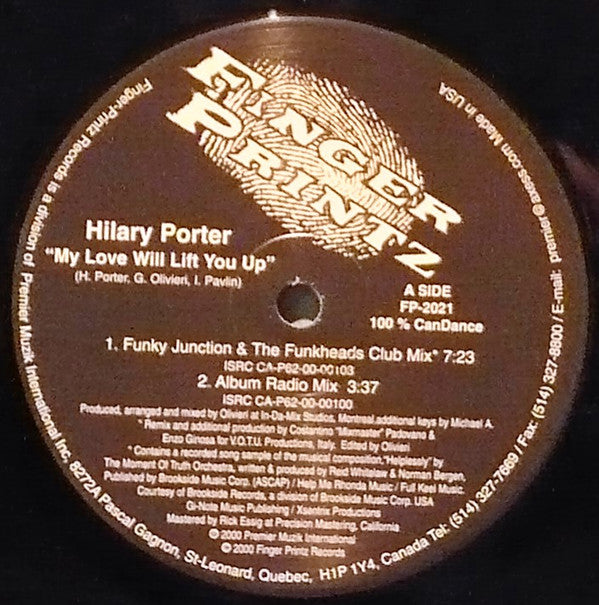 FINGER
PRINTZ
Hilary Porter
"My Love Will Lift You Up"
(H. Porter, G. Olivieri, I. Pavlin)
A SIDE
FP-2021
100 % CanDance
1. Funky Junction & The Funkheads Club Mix* 7:23
ISRC CA-P62-00-00103
2. Album Radio Mix 3:37
ISRC CA-P62-00-00100
Produced, arranged and mixed by Olivieri at In-Da-Mix Studios, Montreal.additional keys by Michael A.
* Remix and additional production by Costantino "Mixmaster" Padovano &
Enzo Ginosa for V.O.T.U. Productions, Italy. Edited by Olivieri
* Contains a recorded song sample of the musical composition,"Helplessly" by
The Moment Of Truth Orchestra, written & produced by Reid Whitelaw & Norman Bergen,
Published by Brookside Music Corp. (ASCAP) / Help Me Rhonda Music / Full Keel Music.
Courtesy of Brookside Records, a division of Brookside Music Corp. USA
Gi-Note Music Publishing / Xsentrix Productions
Mastered by Rick Essig at Precision Mastering, California
℗ 2000 Premier Muzik International
© 2000 Finger Printz Records
Finger-Printz Records is a division of Premier Muzik International Inc. 8272A Pascal Gagnon, St-Leonard, Quebec, H1P 1Y4, Canada Tel: (514) 327-7669 / Fax: (514) 327-8800 / E-mail: premier@axess.com Made in USA